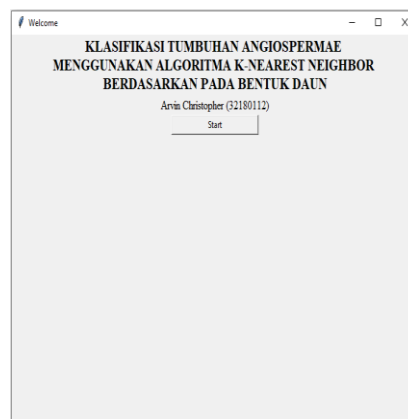 Welcome
KLASIFIKASI TUMBUHAN ANGIOSPERMAE
MENGGUNAKAN ALGORITMA K-NEAREST NEIGHBOR
BERDASARKAN PADA BENTUK DAUN
Arvin Christopher (32180112)
Start